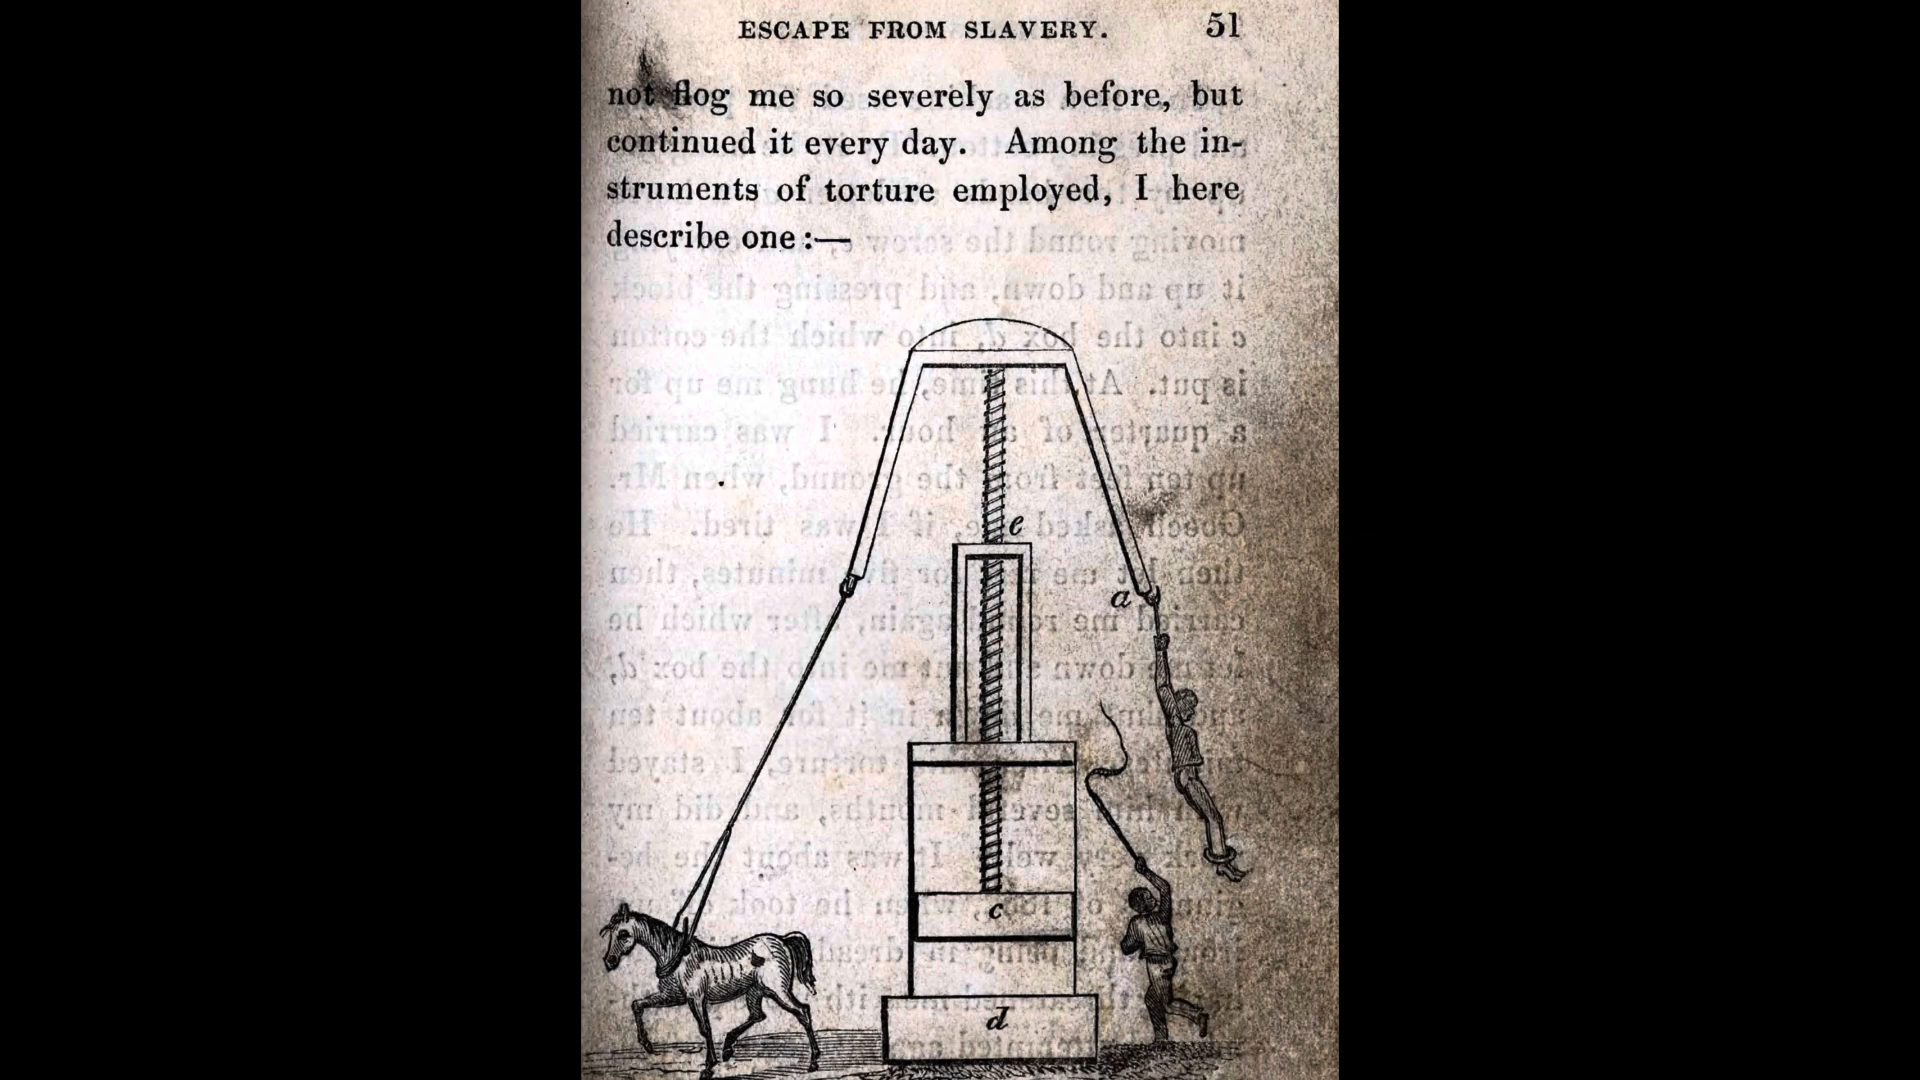 ESCAPE FROM SLAVERY. 51
not flog me so severely as before, but
continued it every day. Among the in-
struments of torture employed, I here
describe one :—
e
a
c
d